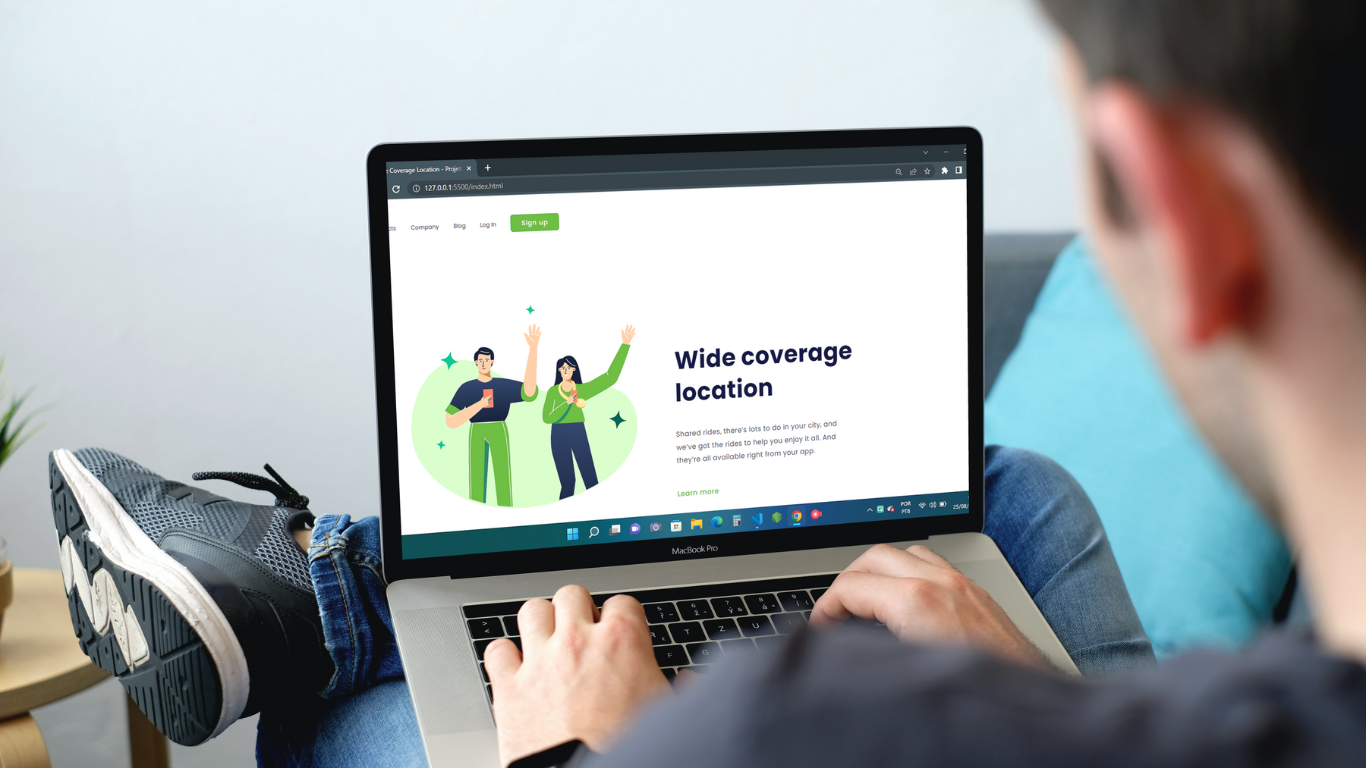 Coverage Location - Projet
127.0.0.1:5500/index.html
Company Blog Log In Sign up
Wide coverage
location
Shared rides, there's lots to do in your city, and
we've got the rides to help you enjoy it all. And
they're all available right from your app.
Learn more
POR
PTB
25/08/
MacBook Pro
R T Z U
F